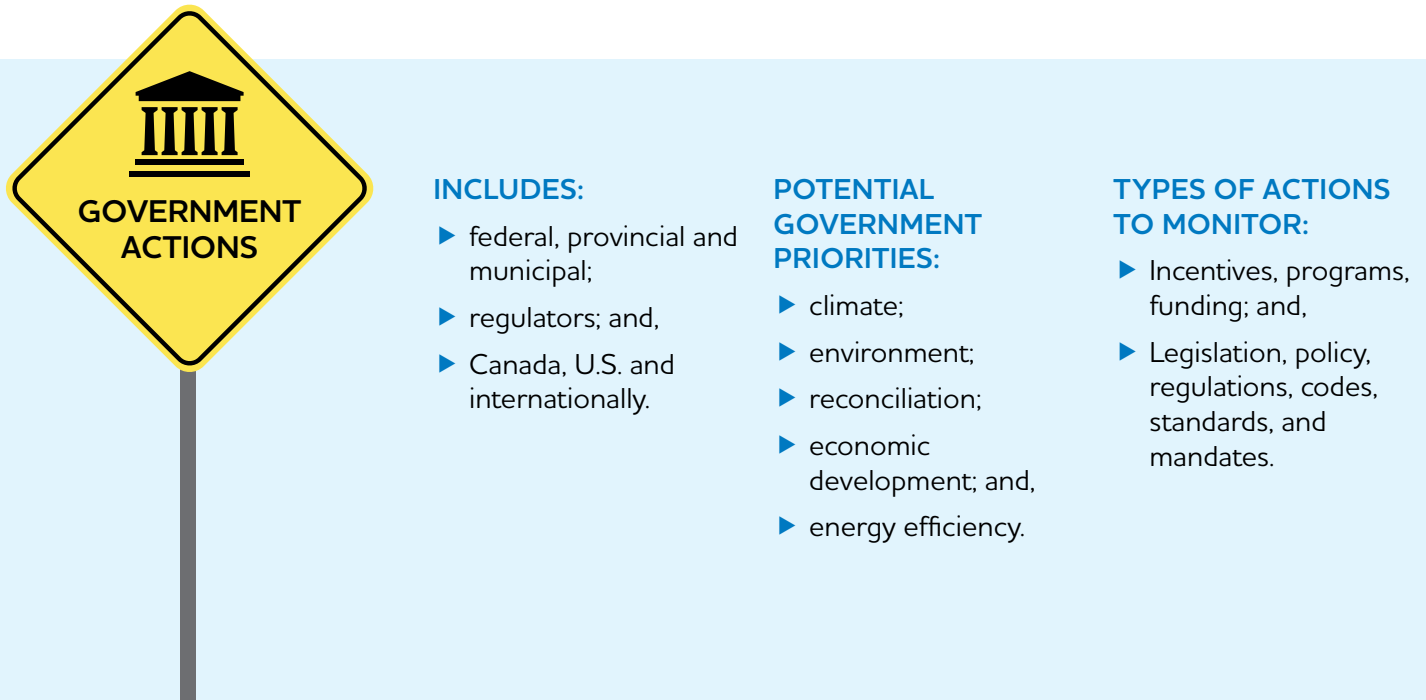 GOVERNMENT
ACTIONS
INCLUDES:
▶ federal, provincial and
municipal;
▶ regulators; and,
▶ Canada, U.S. and
internationally.
POTENTIAL
GOVERNMENT
PRIORITIES:
▶ climate;
▶ environment;
▶ reconciliation;
▶ economic
development; and,
▶ energy efficiency.
TYPES OF ACTIONS
TO MONITOR:
▶ Incentives, programs,
funding; and,
▶ Legislation, policy,
regulations, codes,
standards, and
mandates.